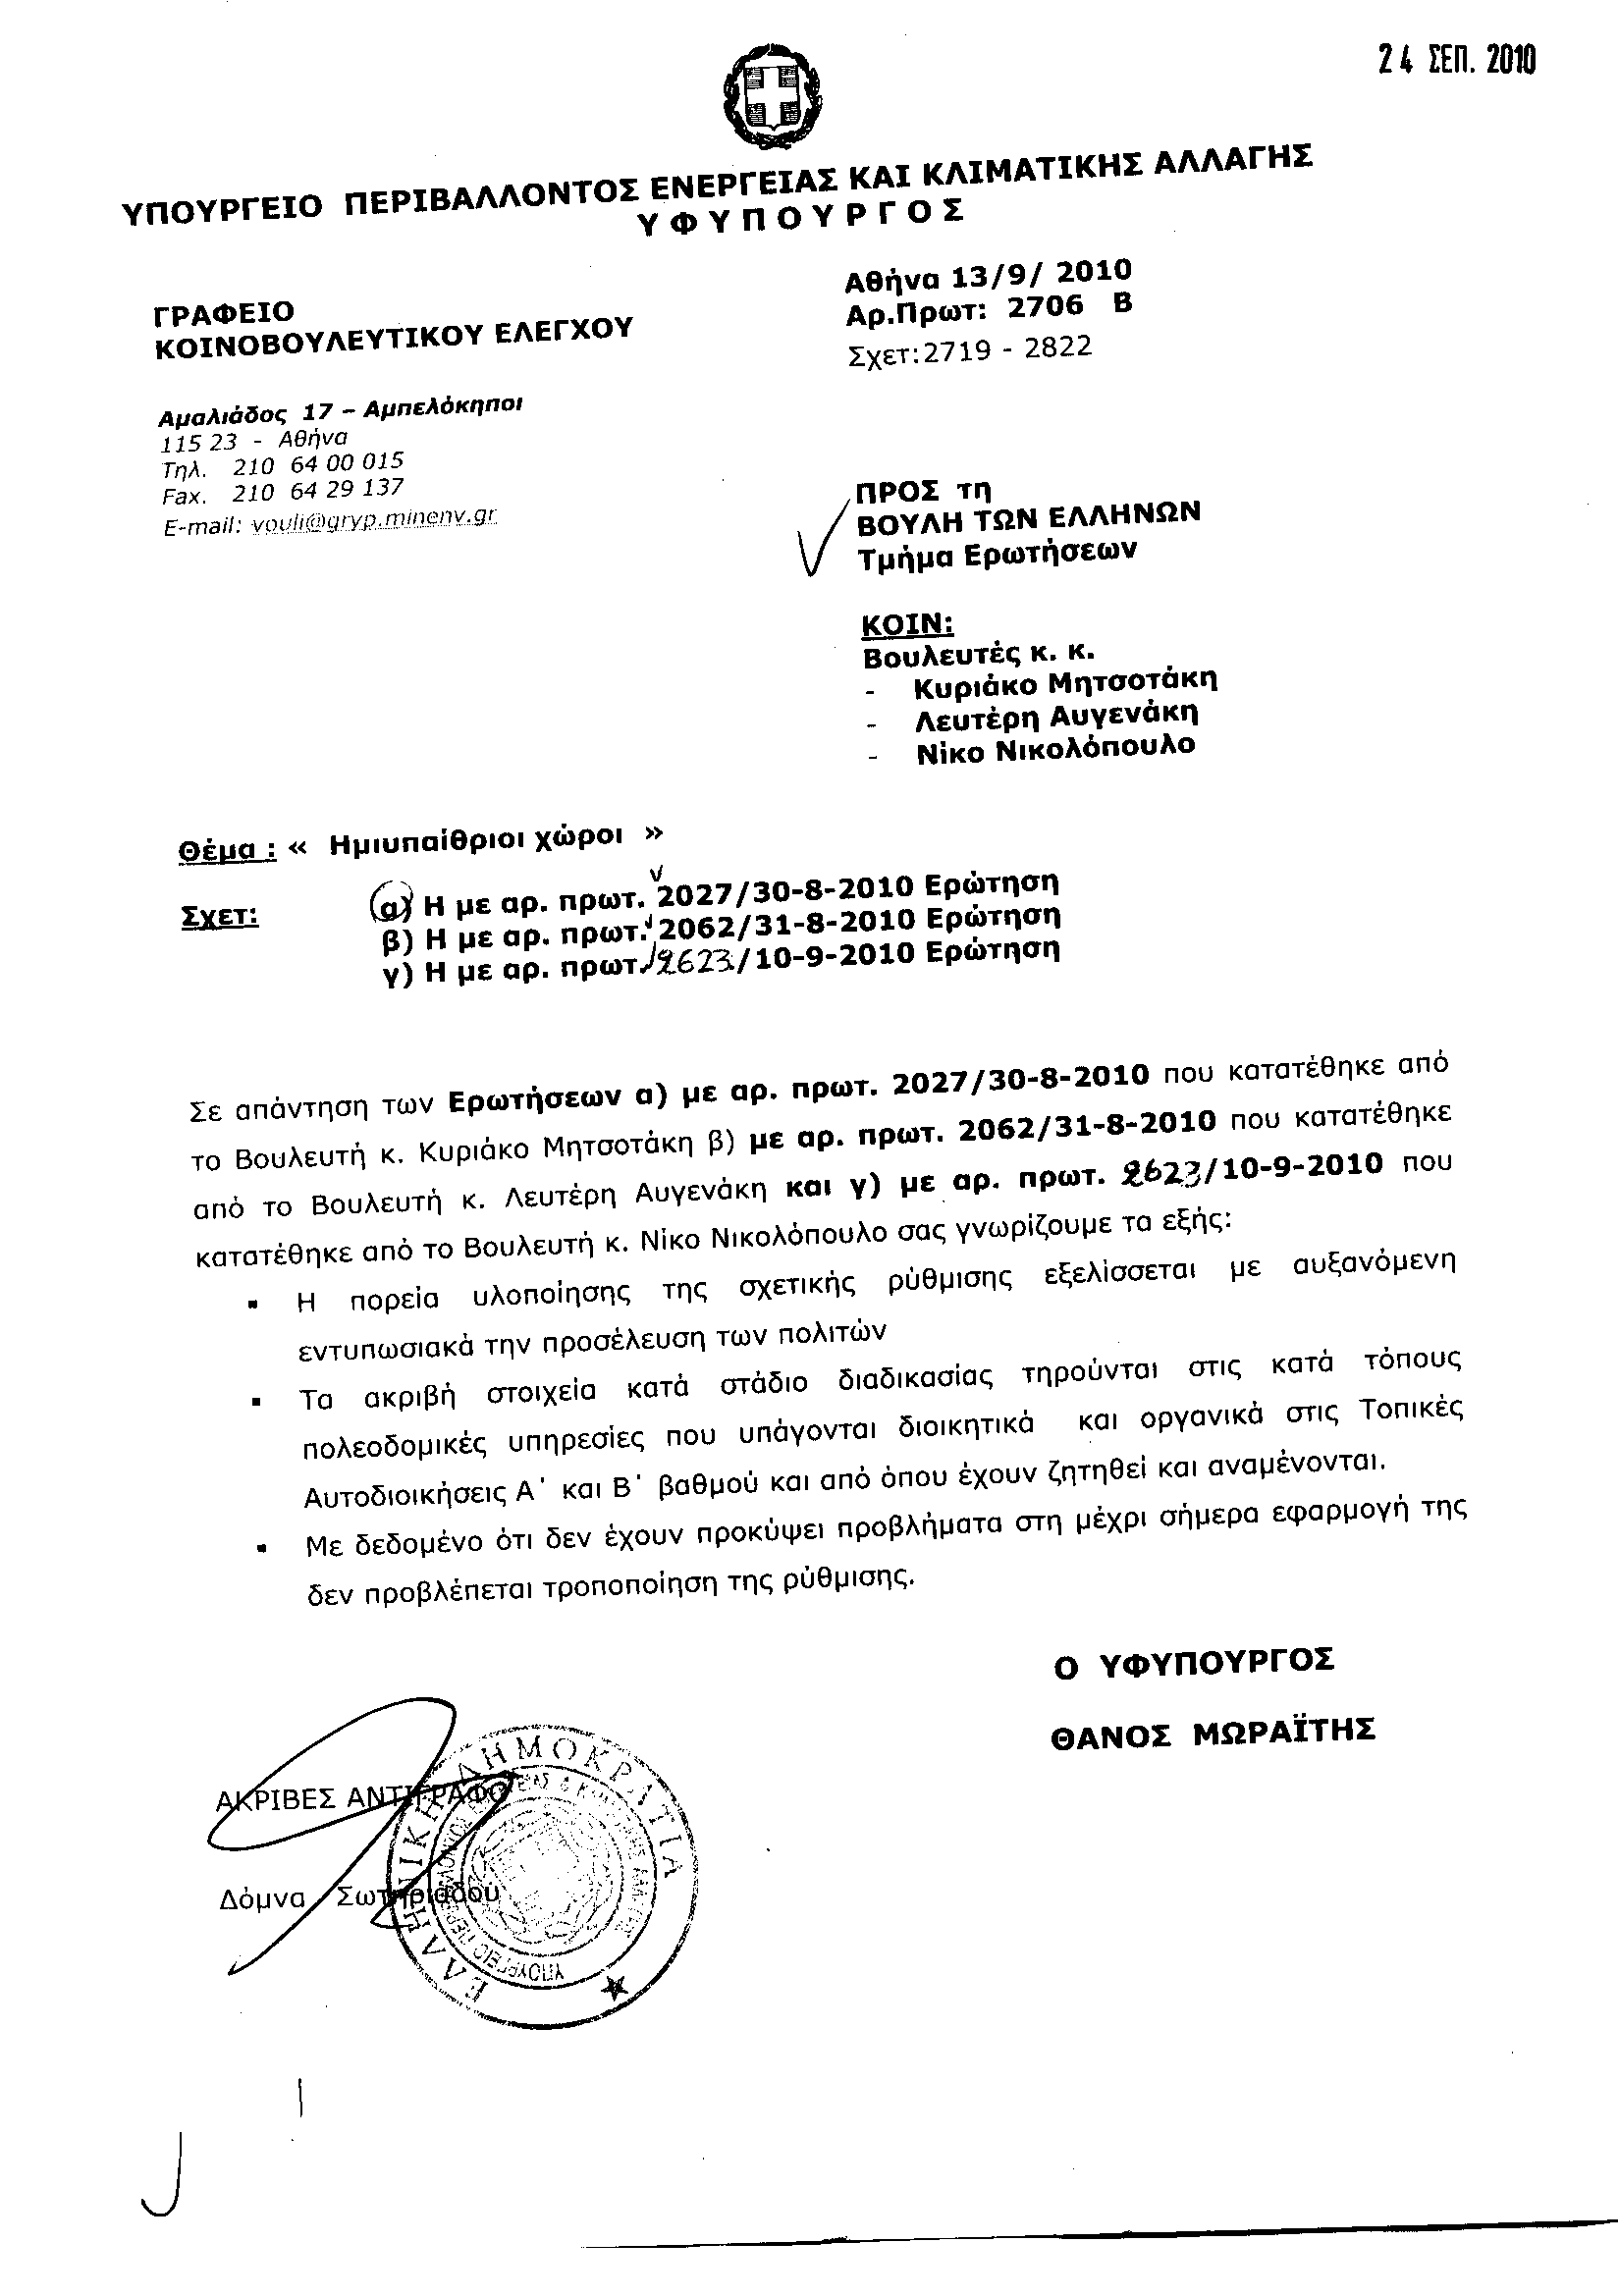 24 ΣΕΠ. 2010
ΥΠΟΥΡΓΕΙΟ ΠΕΡΙΒΑΛΛΟΝΤΟΣ ΕΝΕΡΓΕΙΑΣ ΚΑΙ ΚΛΙΜΑΤΙΚΗΣ ΑΛΛΑΓΗΣ
Υ Φ Υ Π Ο Υ Ρ Γ Ο Σ
Αθήνα 13/9/ 2010
Αρ.Πρωτ: 2706 Β
Σχετ:2719 - 2822
ΓΡΑΦΕΙΟ
ΚΟΙΝΟΒΟΥΛΕΥΤΙΚΟΥ ΕΛΕΓΧΟΥ
Αμαλιάδος 17 – Αμπελόκηποι
115 23 - Αθήνα
Τηλ. 210 64 00 015
Fax. 210 64 29 137
E-mail: vouli@gryp.minenv.gr
ΠΡΟΣ τη
ΒΟΥΛΗ ΤΩΝ ΕΛΛΗΝΩΝ
Τμήμα Ερωτήσεων
ΚΟΙΝ:
Βουλευτές κ. κ.
- Κυριάκο Μητσοτάκη
- Λευτέρη Αυγενάκη
- Νίκο Νικολόπουλο
Θέμα : « Ημιυπαίθριοι χώροι »
Σχετ: α) Η με αρ. πρωτ. 2027/30-8-2010 Ερώτηση
β) Η με αρ. πρωτ. 2062/31-8-2010 Ερώτηση
γ) Η με αρ. πρωτ. 2623/10-9-2010 Ερώτηση
Σε απάντηση των Ερωτήσεων α) με αρ. πρωτ. 2027/30-8-2010 που κατατέθηκε από
το Βουλευτή κ. Κυριάκο Μητσοτάκη β) με αρ. πρωτ. 2062/31-8-2010 που κατατέθηκε
από το Βουλευτή κ. Λευτέρη Αυγενάκη και γ) με αρ. πρωτ. 2623/10-9-2010 που
κατατέθηκε από το Βουλευτή κ. Νίκο Νικολόπουλο σας γνωρίζουμε τα εξής:
▪ Η πορεία υλοποίησης της σχετικής ρύθμισης εξελίσσεται με αυξανόμενη
εντυπωσιακά την προσέλευση των πολιτών
▪ Τα ακριβή στοιχεία κατά στάδιο διαδικασίας τηρούνται στις κατά τόπους
πολεοδομικές υπηρεσίες που υπάγονται διοικητικά και οργανικά στις Τοπικές
Αυτοδιοικήσεις Α΄ και Β΄ βαθμού και από όπου έχουν ζητηθεί και αναμένονται.
▪ Με δεδομένο ότι δεν έχουν προκύψει προβλήματα στη μέχρι σήμερα εφαρμογή της
δεν προβλέπεται τροποποίηση της ρύθμισης.
Ο ΥΦΥΠΟΥΡΓΟΣ
ΘΑΝΟΣ ΜΩΡΑΪΤΗΣ
ΑΚΡΙΒΕΣ ΑΝΤΙΓΡΑΦΟ
Δόμνα Σωτηριάδου
ΕΛΛΗΝΙΚΗ ΔΗΜΟΚΡΑΤΙΑ